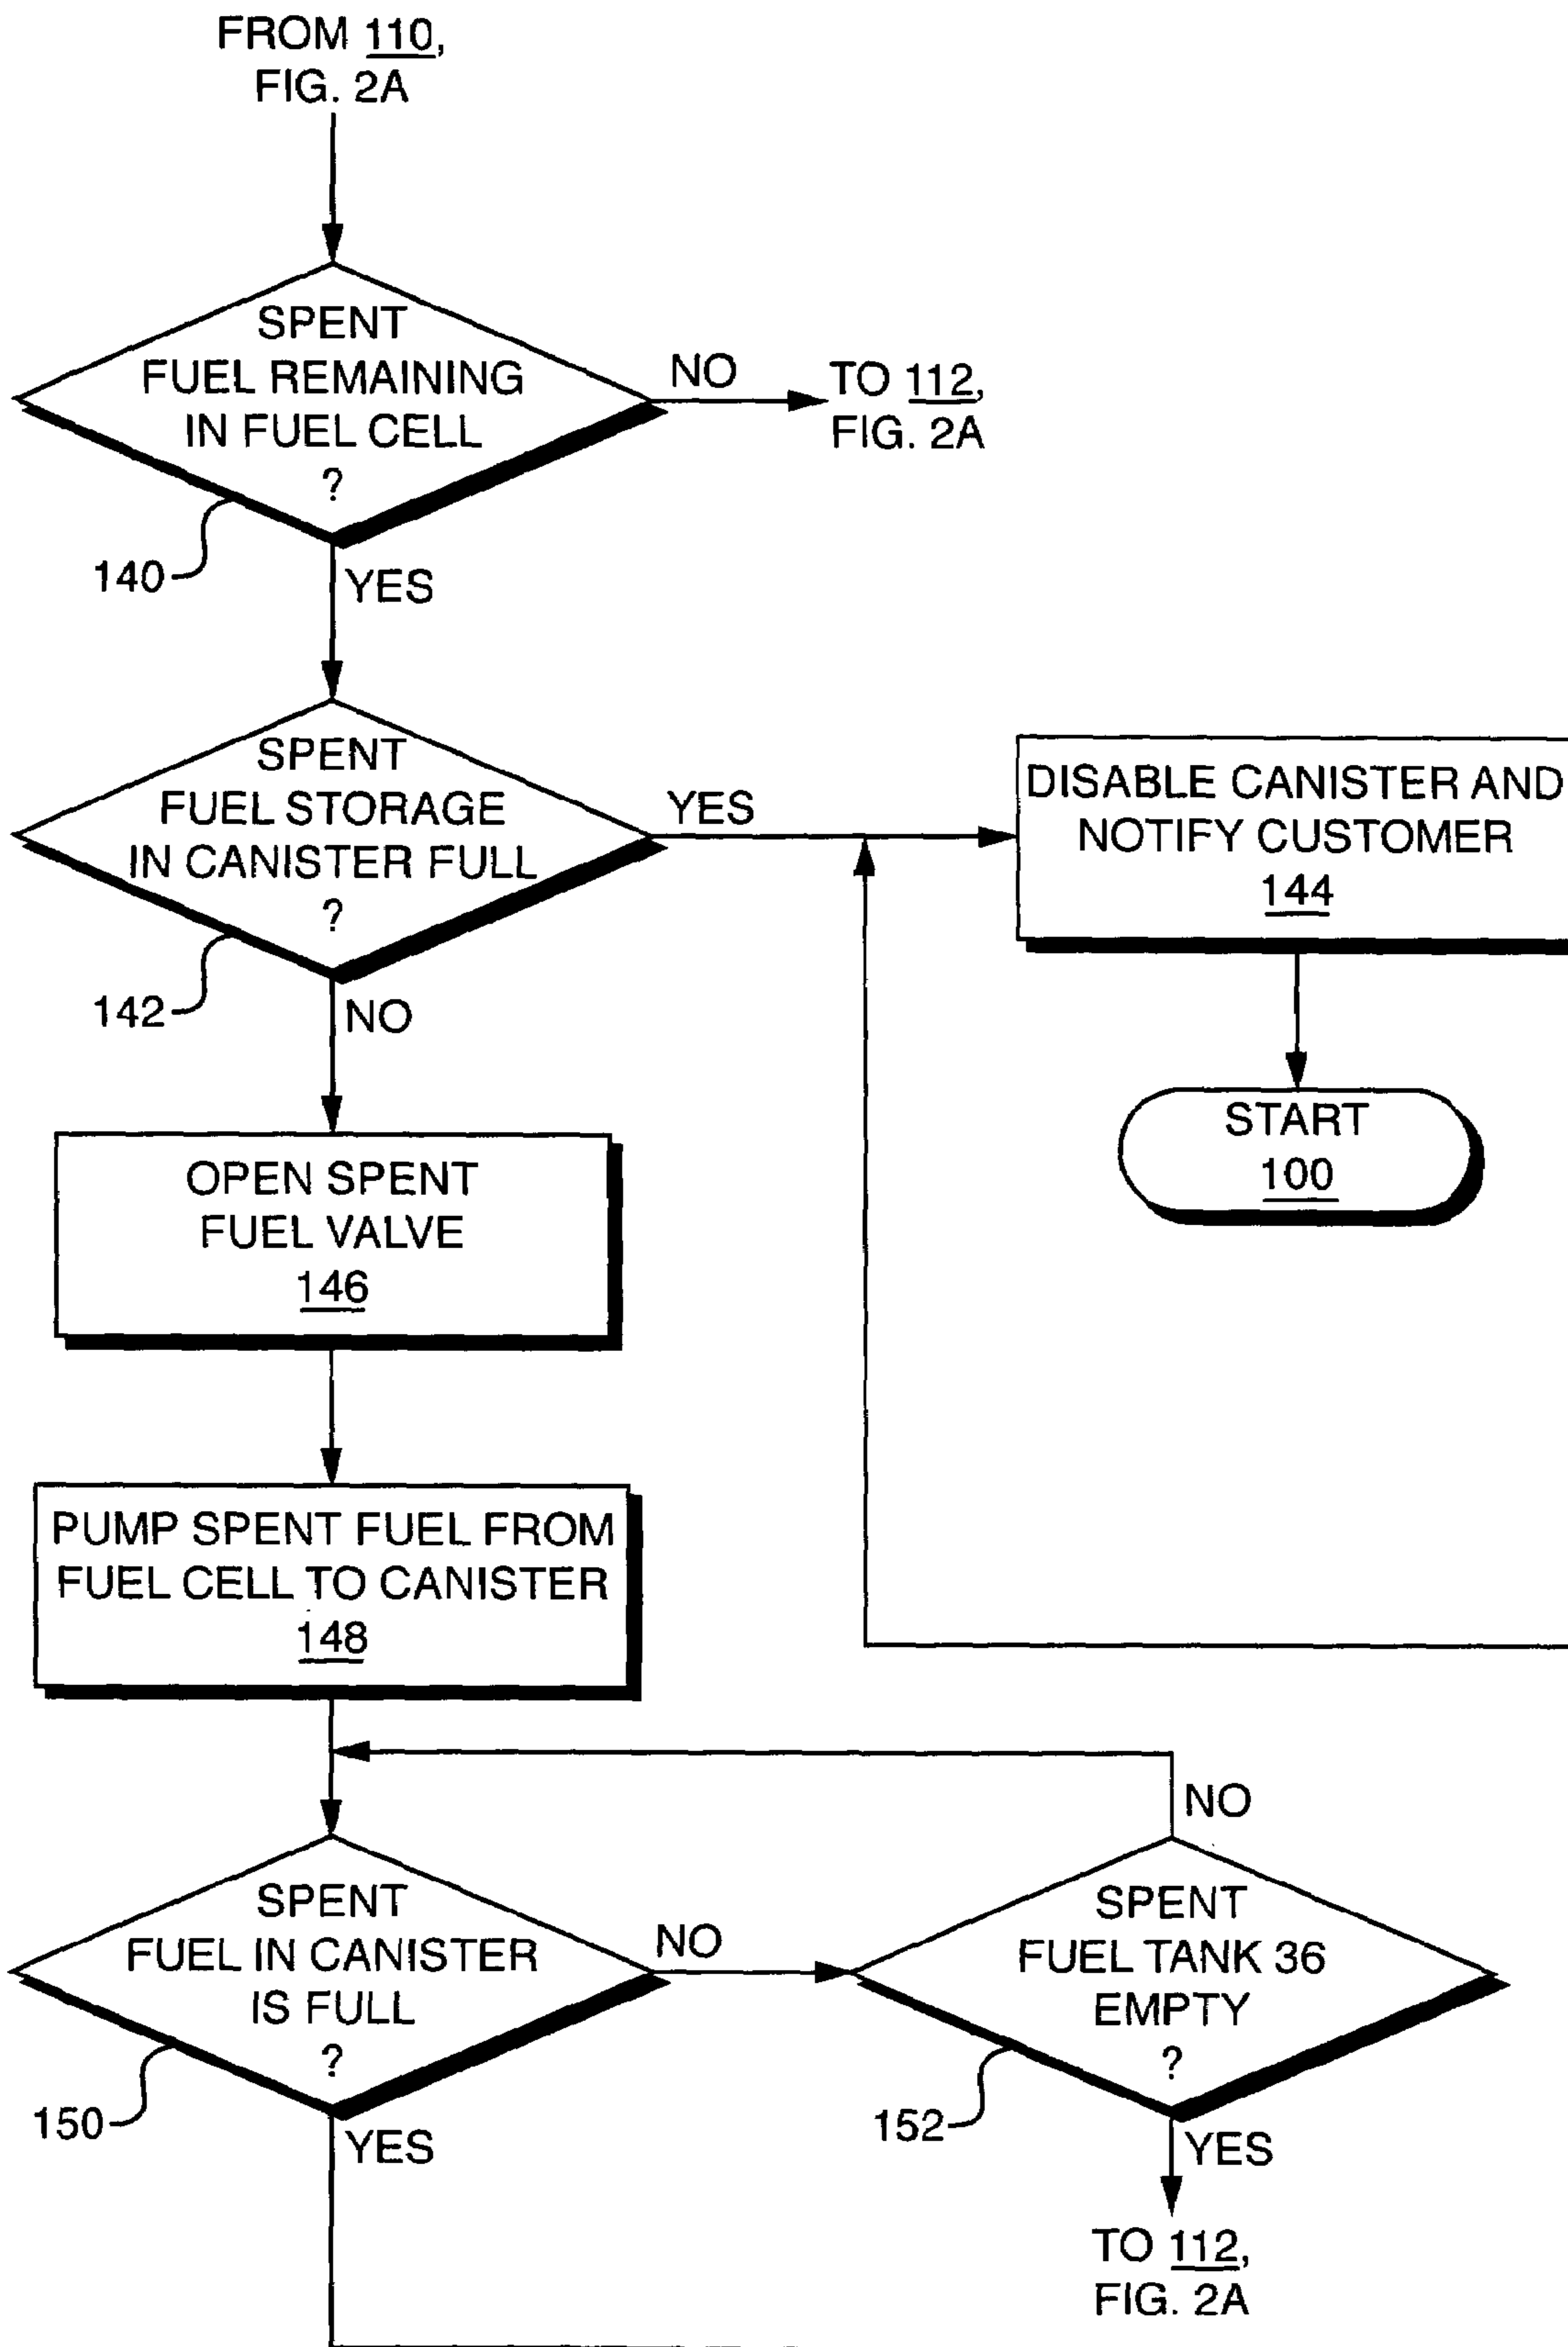 FROM 110,
FIG. 2A
SPENT
FUEL REMAINING
IN FUEL CELL
?
NO
TO 112,
FIG. 2A
140
YES
SPENT
FUEL STORAGE
IN CANISTER FULL
?
YES
DISABLE CANISTER AND
NOTIFY CUSTOMER
144
142
NO
START
100
OPEN SPENT
FUEL VALVE
146
PUMP SPENT FUEL FROM
FUEL CELL TO CANISTER
148
NO
SPENT
FUEL IN CANISTER
IS FULL
?
NO
SPENT
FUEL TANK 36
EMPTY
?
150
YES
152
YES
TO 112,
FIG. 2A